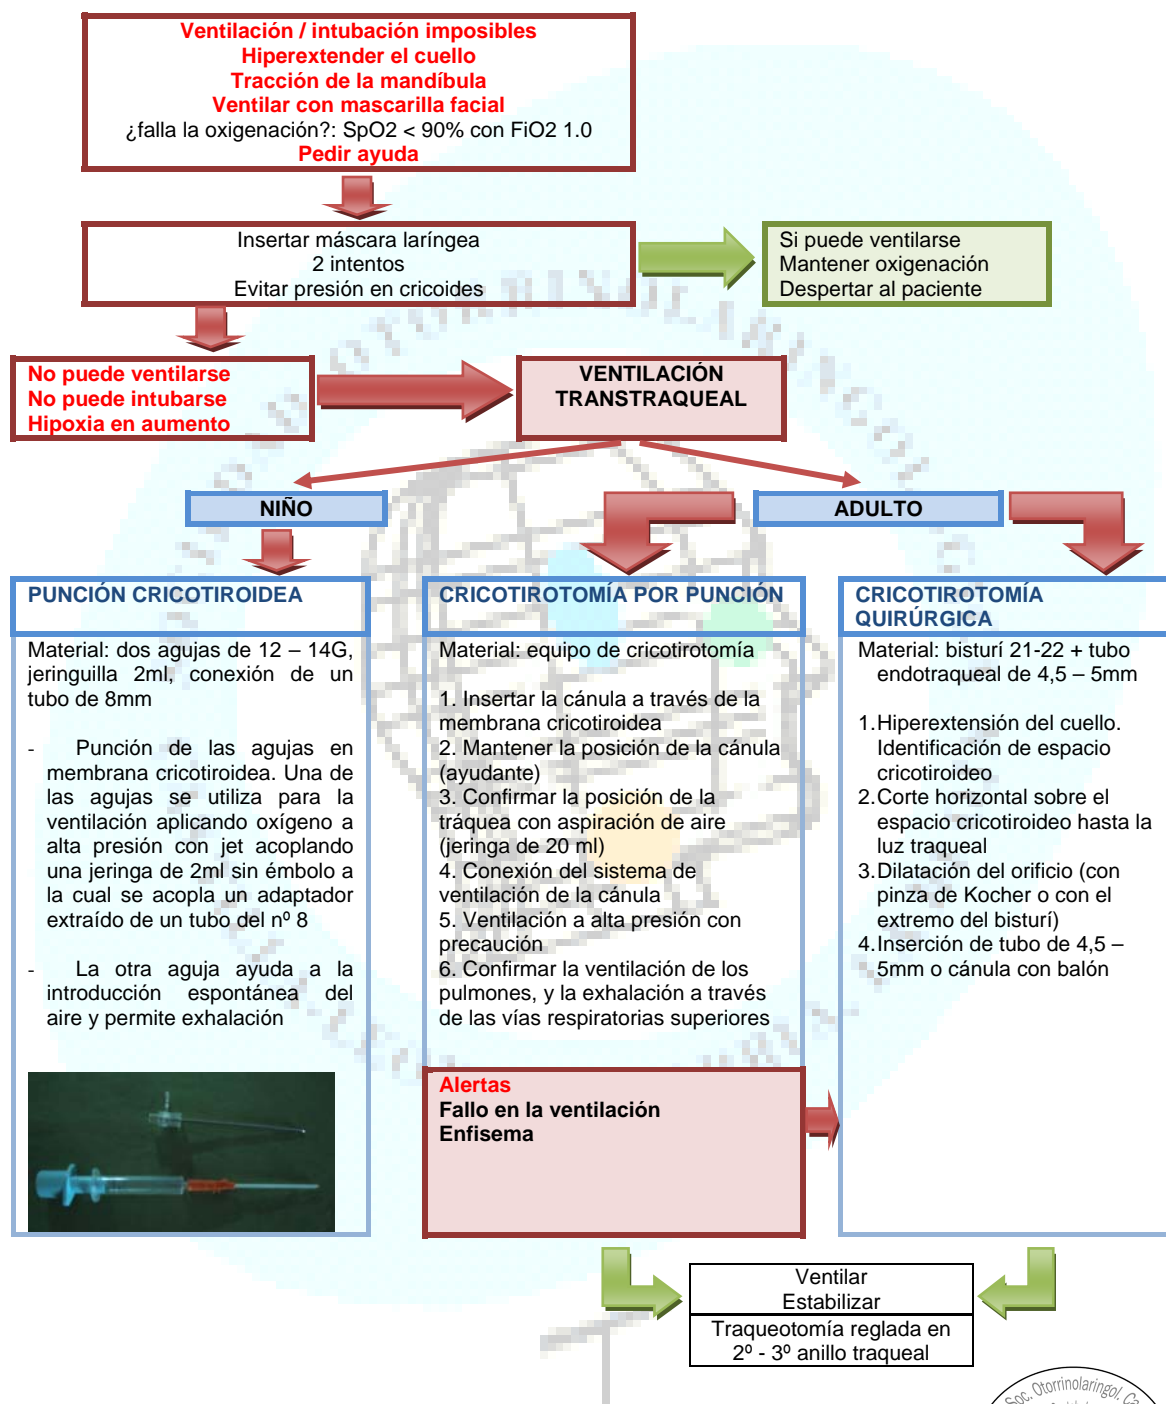 Ventilación / intubación imposibles
Hiperextender el cuello
Tracción de la mandíbula
Ventilar con mascarilla facial
¿falla la oxigenación?: SpO2 < 90% con FiO2 1.0
Pedir ayuda
Insertar máscara laríngea
2 intentos
Evitar presión en cricoides
Si puede ventilarse
Mantener oxigenación
Despertar al paciente
No puede ventilarse
No puede intubarse
Hipoxia en aumento
VENTILACIÓN
TRANSTRAQUEAL
NIÑO
ADULTO
PUNCIÓN CRICOTIROIDEA
Material: dos agujas de 12 – 14G,
jeringuilla 2ml, conexión de un
tubo de 8mm
- Punción de las agujas en
membrana cricotiroidea. Una de
las agujas se utiliza para la
ventilación aplicando oxígeno a
alta presión con jet acoplando
una jeringa de 2ml sin émbolo a
la cual se acopla un adaptador
extraído de un tubo del nº 8
- La otra aguja ayuda a la
introducción espontánea del
aire y permite exhalación
CRICOTIROTOMÍA POR PUNCIÓN
Material: equipo de cricotirotomía
1. Insertar la cánula a través de la
membrana cricotiroidea
2. Mantener la posición de la cánula
(ayudante)
3. Confirmar la posición de la
tráquea con aspiración de aire
(jeringa de 20 ml)
4. Conexión del sistema de
ventilación de la cánula
5. Ventilación a alta presión con
precaución
6. Confirmar la ventilación de los
pulmones, y la exhalación a través
de las vías respiratorias superiores
Alertas
Fallo en la ventilación
Enfisema
CRICOTIROTOMÍA
QUIRÚRGICA
Material: bisturí 21-22 + tubo
endotraqueal de 4,5 – 5mm
1.Hiperextensión del cuello.
Identificación de espacio
cricotiroideo
2.Corte horizontal sobre el
espacio cricotiroideo hasta la
luz traqueal
3.Dilatación del orificio (con
pinza de Kocher o con el
extremo del bisturí)
4.Inserción de tubo de 4,5 –
5mm o cánula con balón
Ventilar
Estabilizar
Traqueotomía reglada en
2º - 3º anillo traqueal
Soc. Otorrinolaringol.